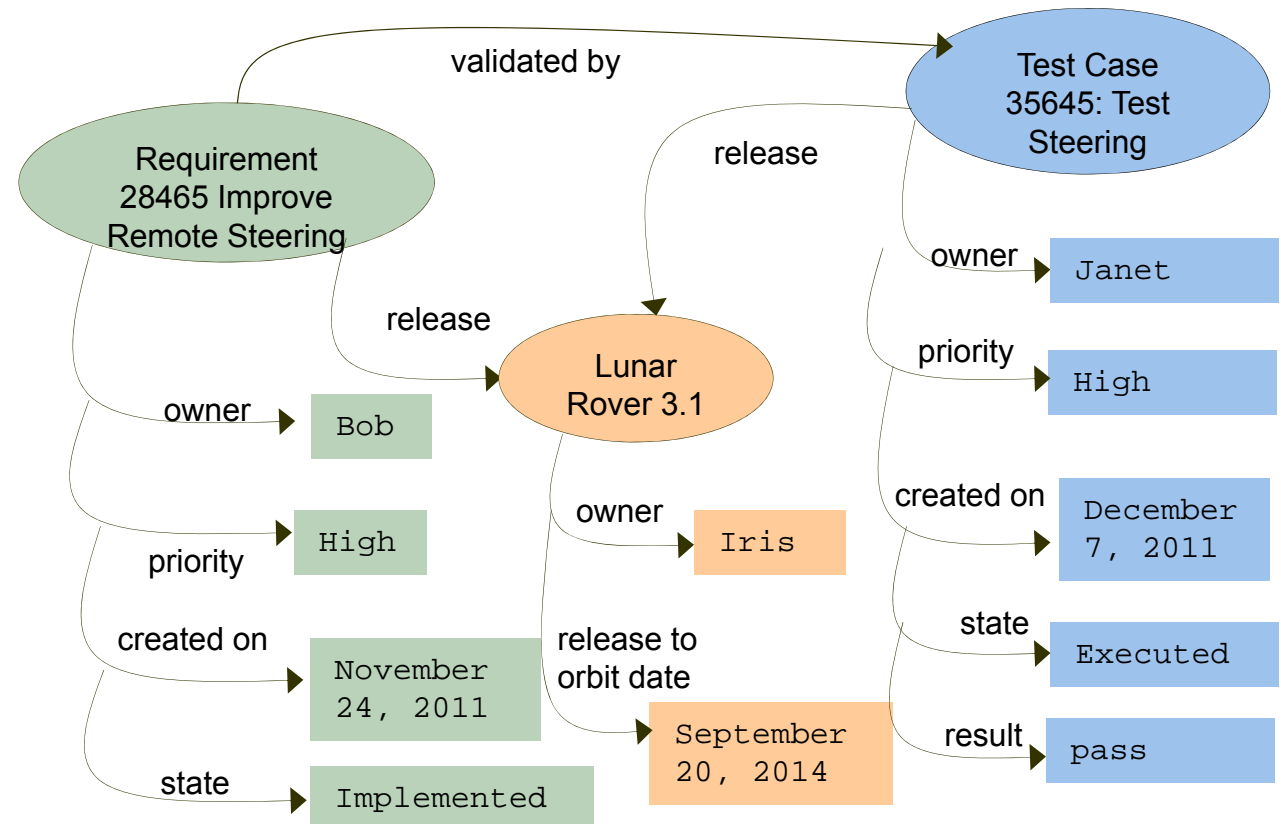 validated by
Test Case
35645: Test
Steering
Requirement
28465 Improve
Remote Steering
release
owner
Janet
release
priority
High
Lunar
Rover 3.1
owner
Bob
created on
December
7, 2011
owner
Iris
priority
High
state
Executed
created on
November
24, 2011
release to
orbit date
September
20, 2014
result
pass
state
Implemented